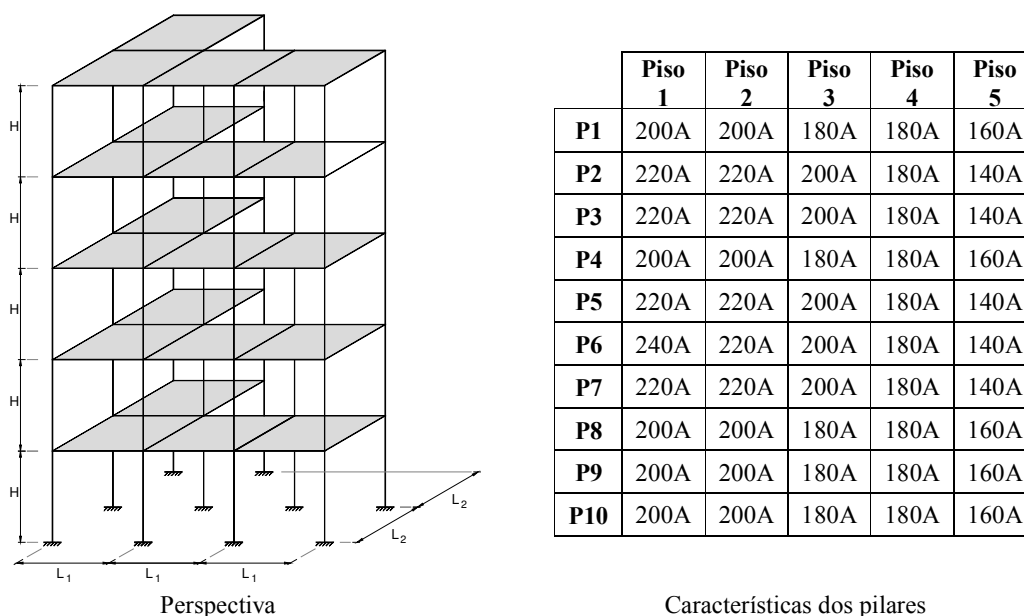 H
H
H
H
H
L₁
L₁
L₁
L₂
L₂
Perspectiva
Piso 1 Piso 2 Piso 3 Piso 4 Piso 5
P1 200A 200A 180A 180A 160A
P2 220A 220A 200A 180A 140A
P3 220A 220A 200A 180A 140A
P4 200A 200A 180A 180A 160A
P5 220A 220A 200A 180A 140A
P6 240A 220A 200A 180A 140A
P7 220A 220A 200A 180A 140A
P8 200A 200A 180A 180A 160A
P9 200A 200A 180A 180A 160A
P10 200A 200A 180A 180A 160A
Características dos pilares